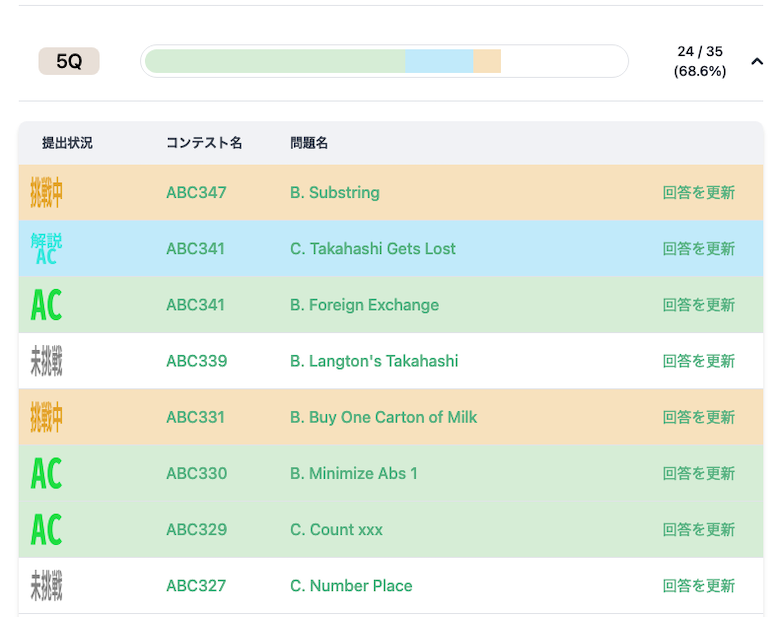 5Q
24 / 35
(68.6%)
提出状況 コンテスト名 問題名
挑戦中 ABC347 B. Substring 回答を更新
解説
AC ABC341 C. Takahashi Gets Lost 回答を更新
AC ABC341 B. Foreign Exchange 回答を更新
未挑戦 ABC339 B. Langton's Takahashi 回答を更新
挑戦中 ABC331 B. Buy One Carton of Milk 回答を更新
AC ABC330 B. Minimize Abs 1 回答を更新
AC ABC329 C. Count xxx 回答を更新
未挑戦 ABC327 C. Number Place 回答を更新